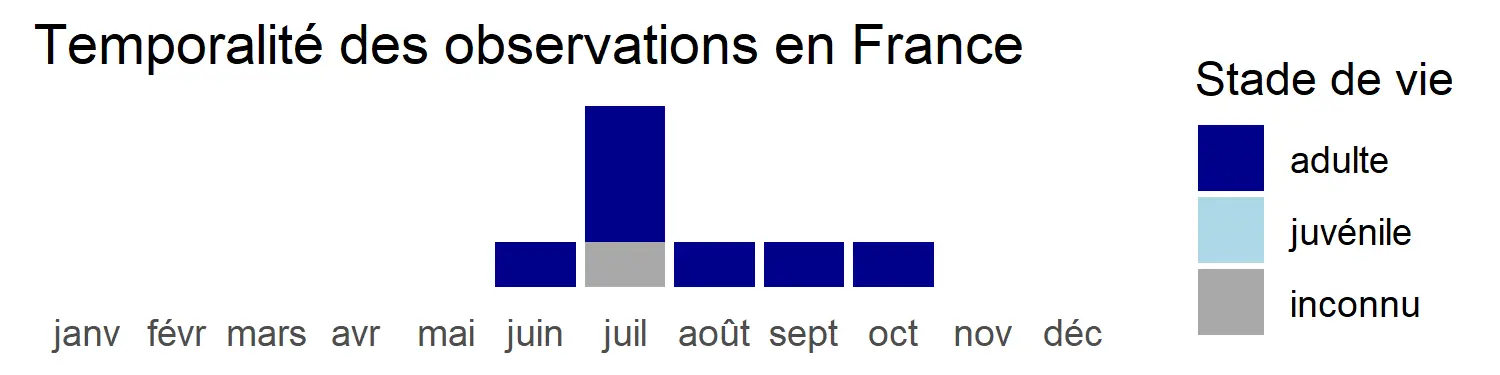 Temporalité des observations en France
Stade de vie
adulte
juvénile
inconnu
janv févr mars avr mai juin juil août sept oct nov déc